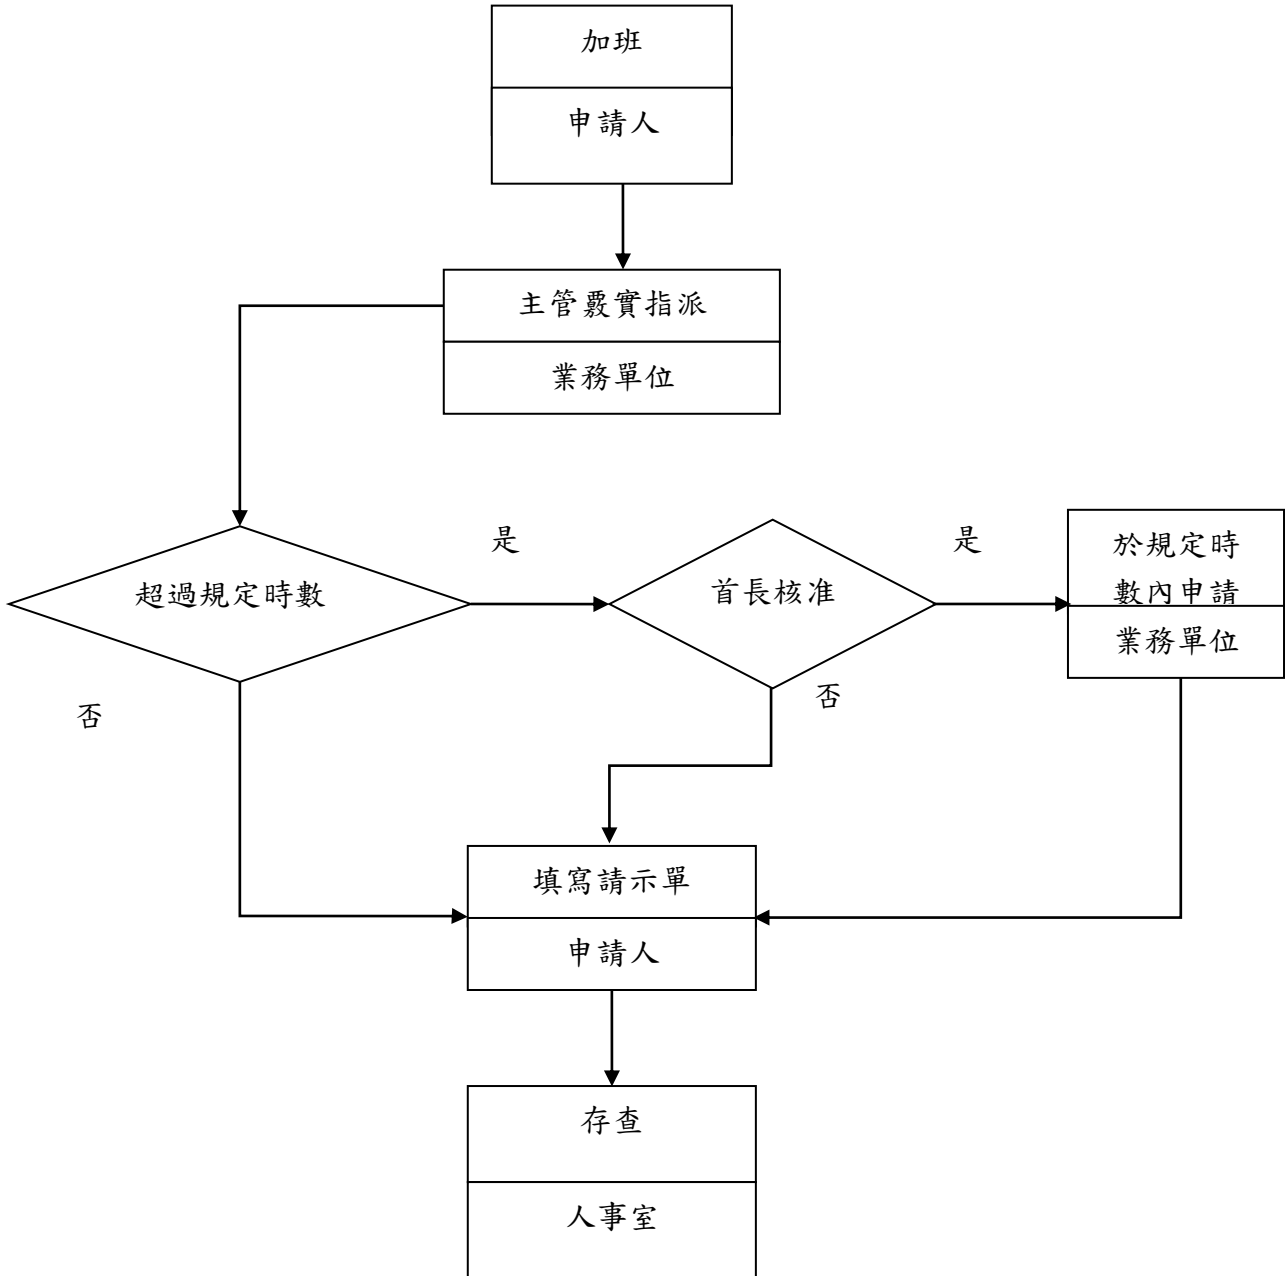 加班
申請人
主管覈實指派
業務單位
超過規定時數
是
首長核准
是
於規定時
數內申請
業務單位
否
否
填寫請示單
申請人
存查
人事室